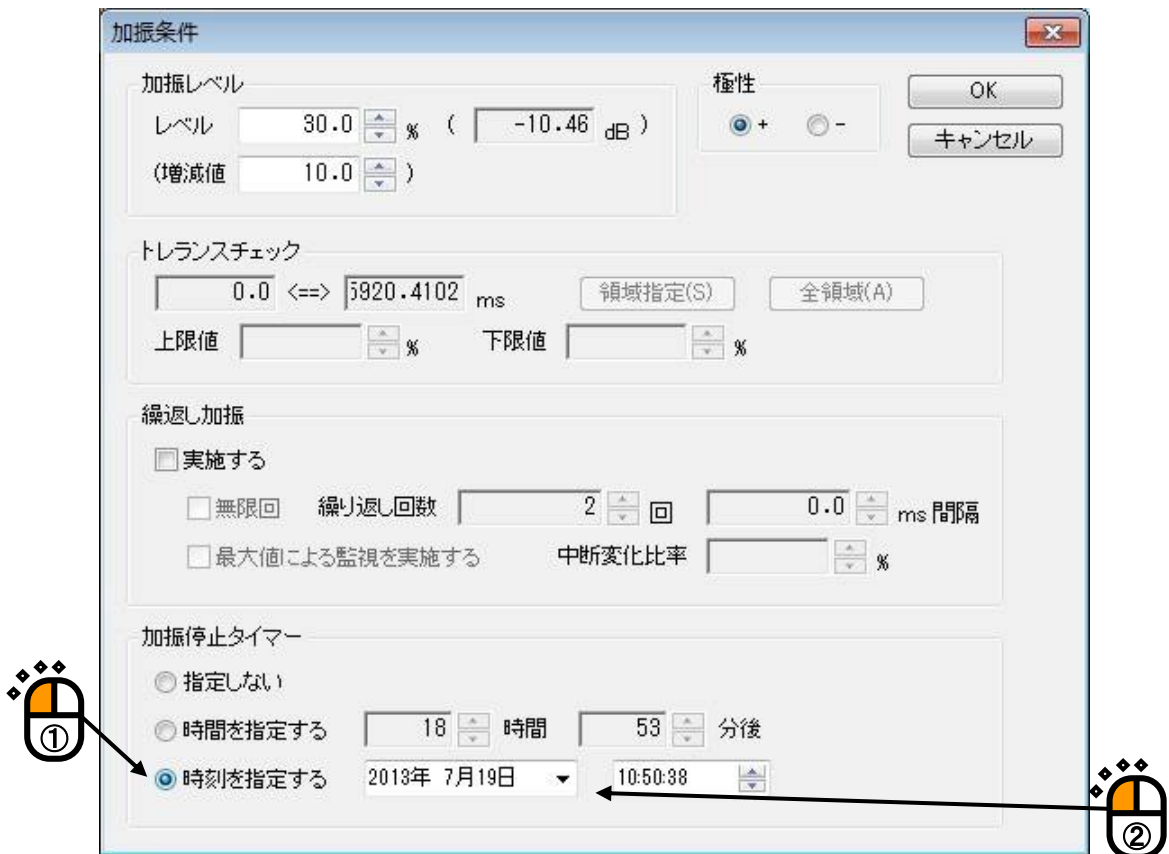 加振条件
加振レベル
極性
OK
レベル 30.0 % ( -10.46 dB )
+ -
キャンセル
(増減値 10.0 )
トレランスチェック
0.0 <==> 5920.4102 ms 領域指定(S) 全領域(A)
上限値 % 下限値 %
繰返し加振
実施する
無限回 繰り返し回数 2 回 0.0 ms 間隔
最大値による監視を実施する 中断変化比率 %
加振停止タイマー
指定しない
時間を指定する 18 時間 53 分後
①
時刻を指定する 2013年 7月19日 10:50:38
②